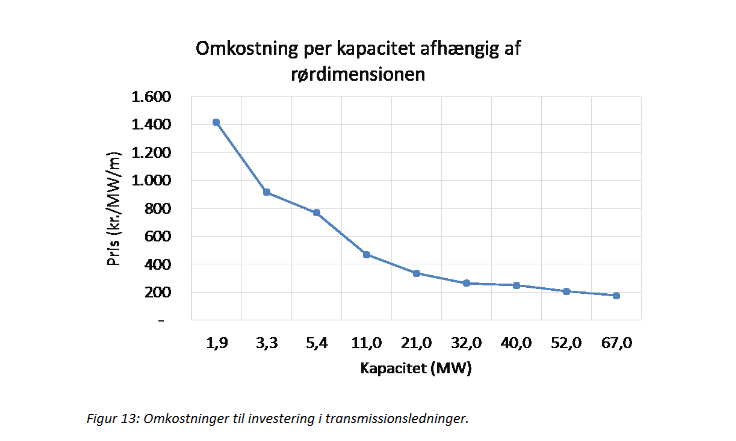 Omkostning per kapacitet afhængig af
rørdimensionen
Pris (kr./MW/m)
1.600
1.400
1.200
1.000
800
600
400
200
-
1,9 3,3 5,4 11,0 21,0 32,0 40,0 52,0 67,0
Kapacitet (MW)
Figur 13: Omkostninger til investering i transmissionsledninger.